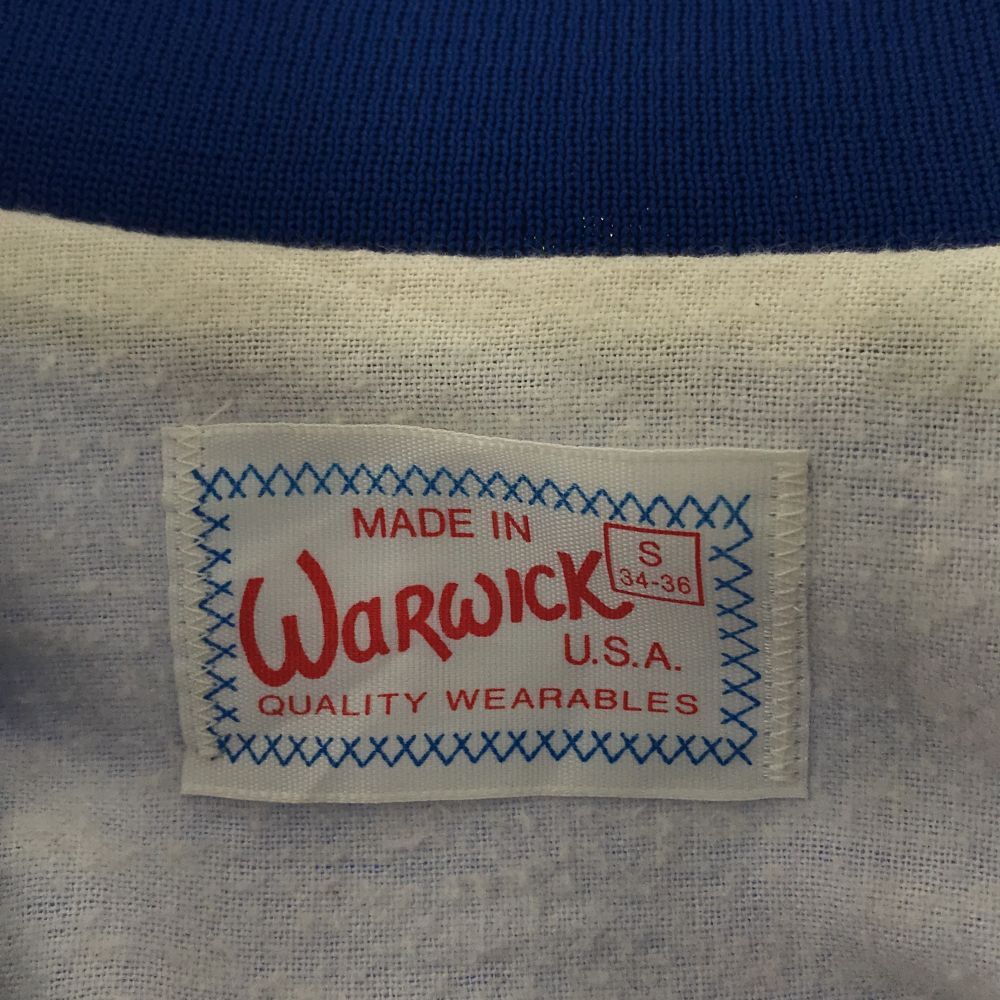 MADE IN
S
34-36
WARWICK
U.S.A.
QUALITY WEARABLES